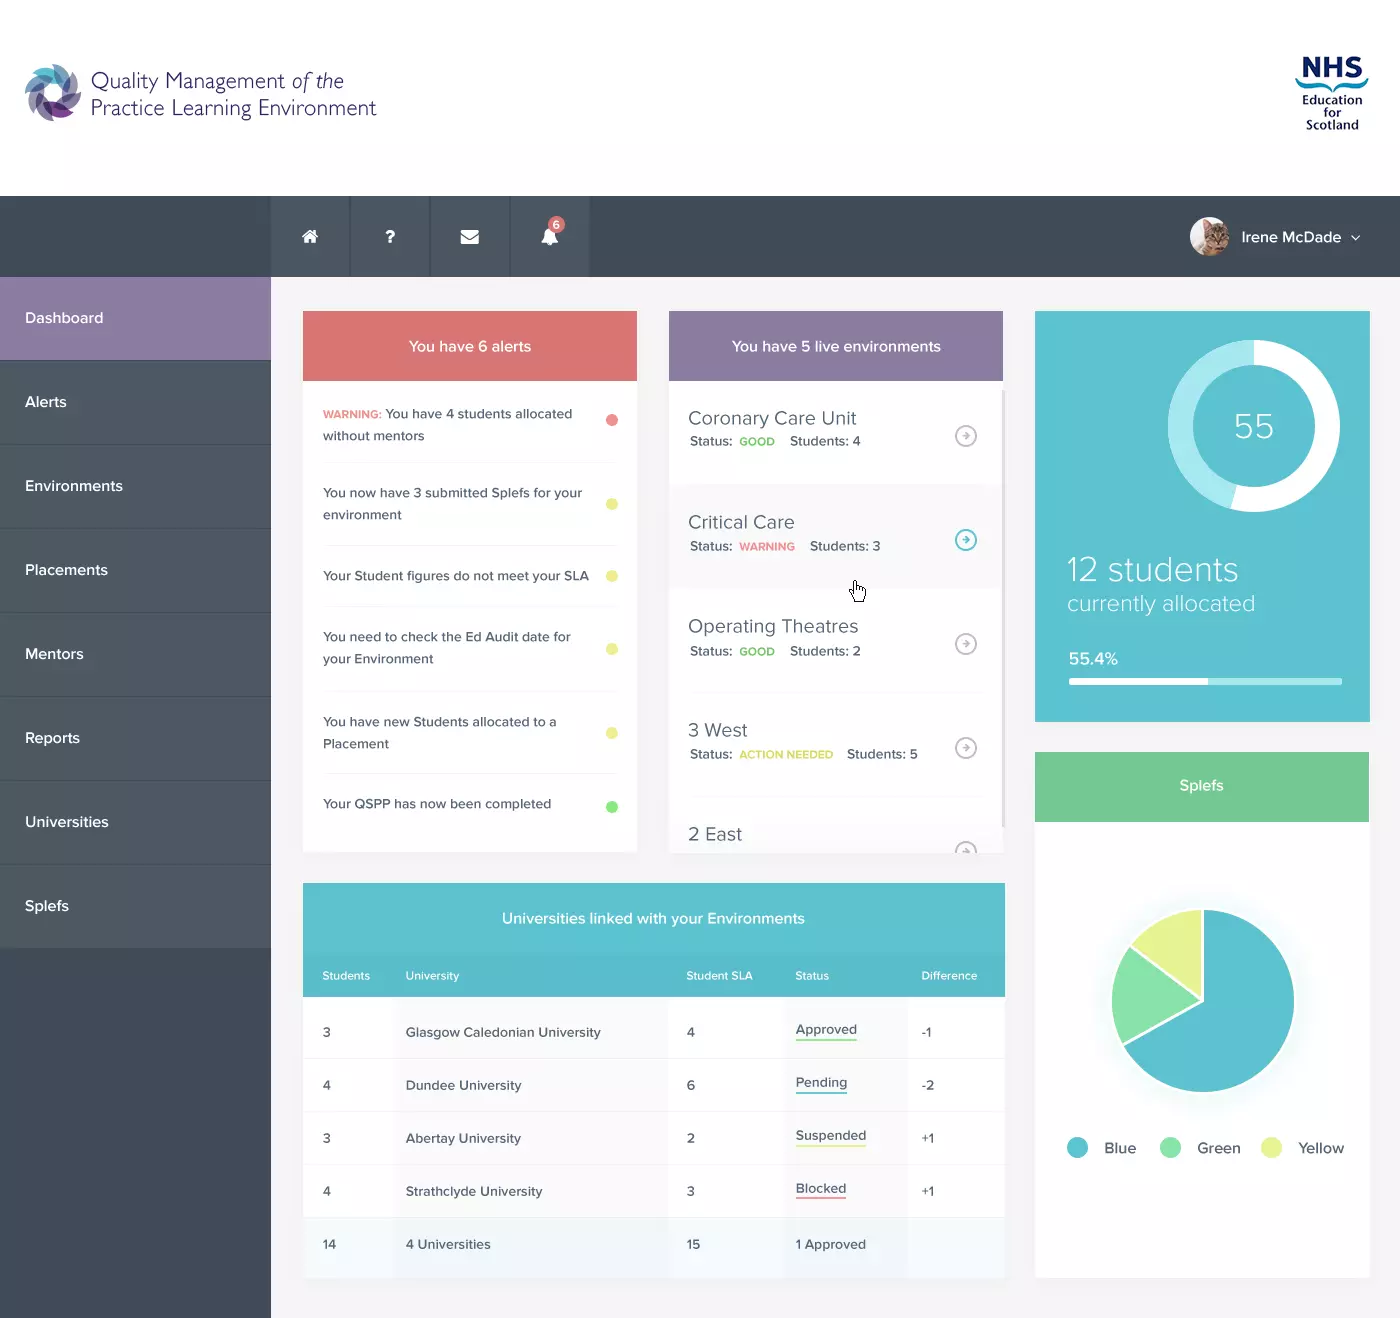 Quality Management of the
Practice Learning Environment
NHS
Education
for
Scotland
?
6
Irene McDade
Dashboard
Alerts
Environments
Placements
Mentors
Reports
Universities
Splefs
You have 6 alerts
WARNING: You have 4 students allocated
without mentors
You now have 3 submitted Splefs for your
environment
Your Student figures do not meet your SLA
You need to check the Ed Audit date for
your Environment
You have new Students allocated to a
Placement
Your QSPP has now been completed
You have 5 live environments
Coronary Care Unit
Status: GOOD Students: 4
Critical Care
Status: WARNING Students: 3
Operating Theatres
Status: GOOD Students: 2
3 West
Status: ACTION NEEDED Students: 5
2 East
55
12 students
currently allocated
55.4%
Universities linked with your Environments
Students University Student SLA Status Difference
3 Glasgow Caledonian University 4 Approved -1
4 Dundee University 6 Pending -2
3 Abertay University 2 Suspended +1
4 Strathclyde University 3 Blocked +1
14 4 Universities 15 1 Approved
Splefs
Blue Green Yellow